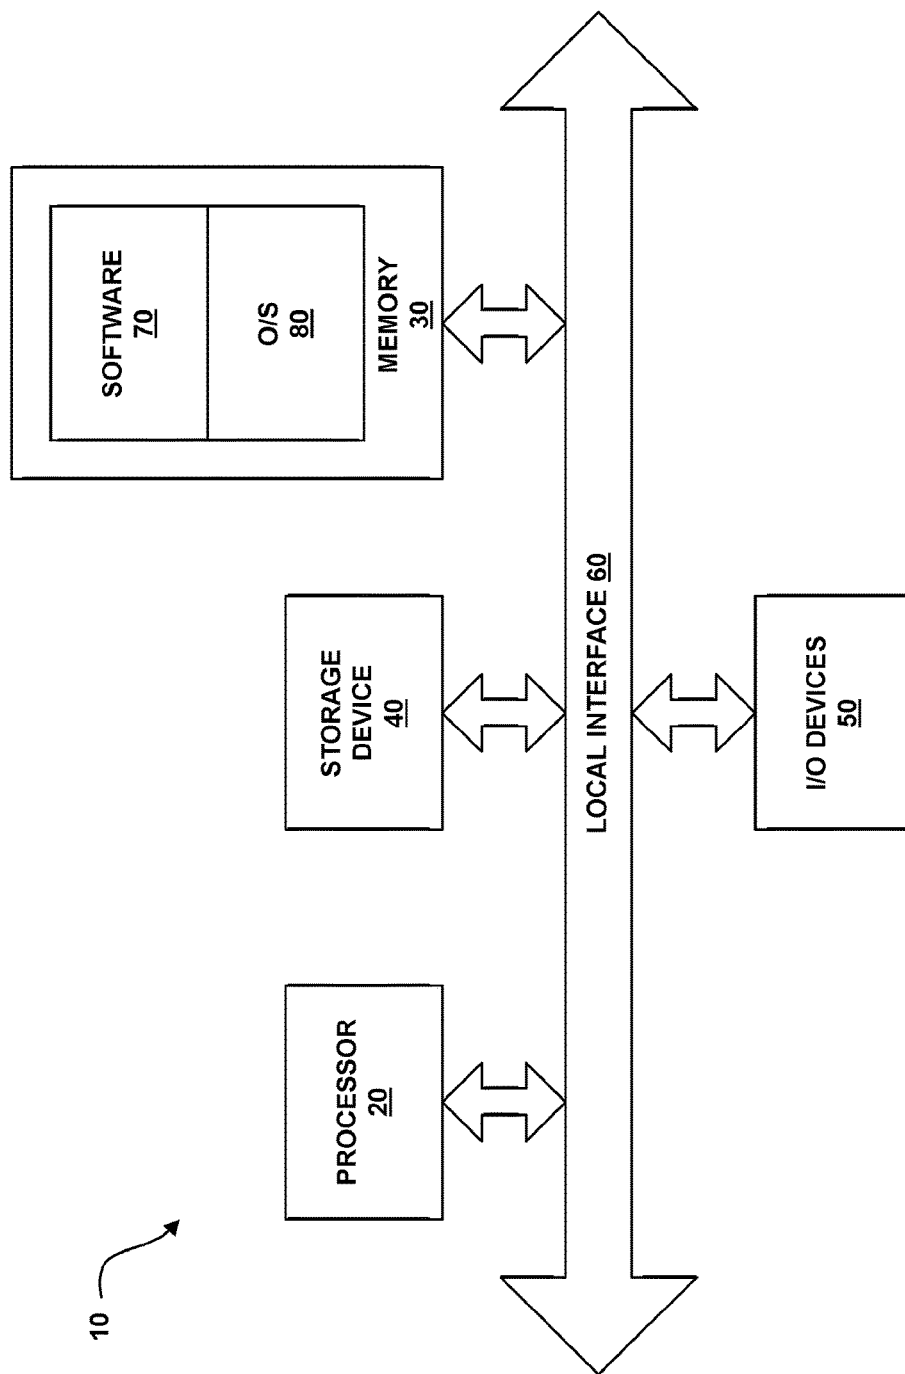 10
PROCESSOR
20
STORAGE
DEVICE
40
SOFTWARE
70
O/S
80
MEMORY
30
LOCAL INTERFACE 60
I/O DEVICES
50